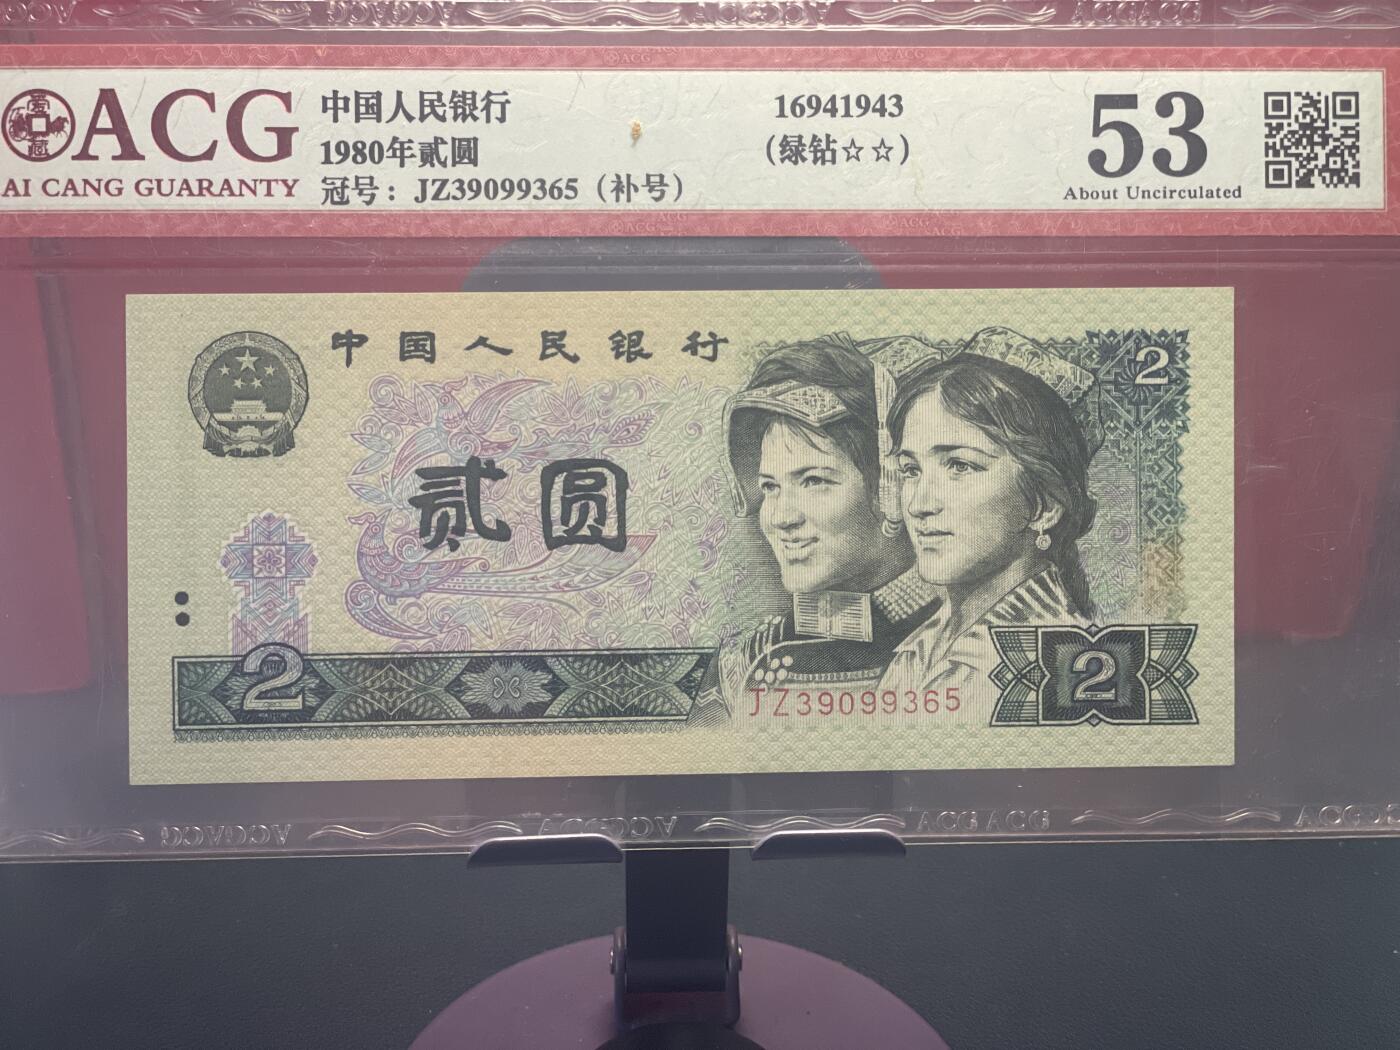 ACG
AI CANG GUARANTY
中国人民银行
1980年贰圆
冠号：JZ39099365（补号）
16941943
（绿钻☆☆）
53
About Uncirculated
中国人民银行
2
贰圆
2
JZ39099365
2
ACGACG
ACGACG